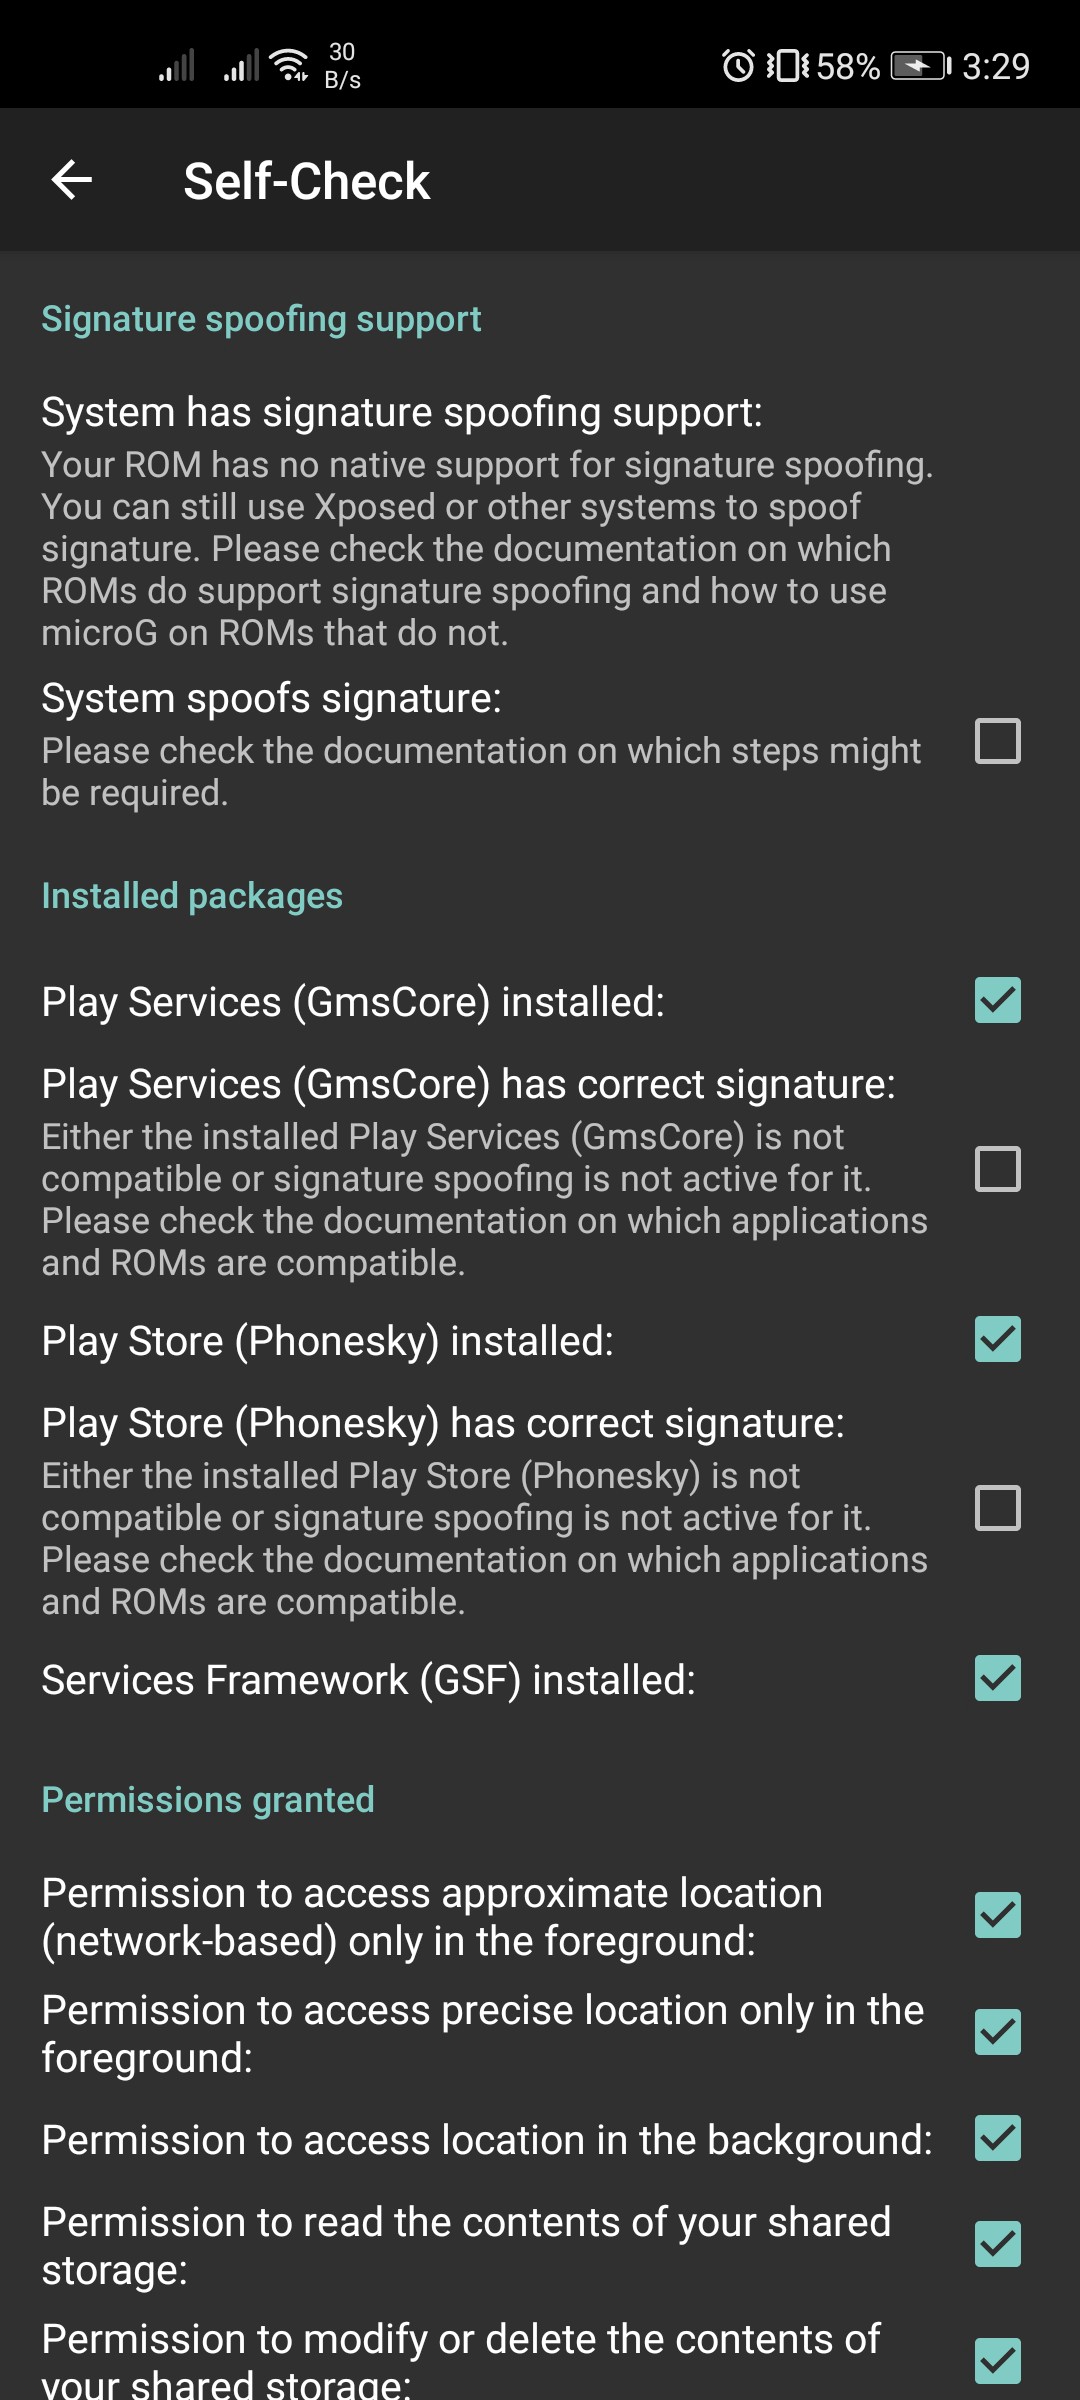 30
B/s
58%
3:29
Self-Check
Signature spoofing support
System has signature spoofing support:
Your ROM has no native support for signature spoofing.
You can still use Xposed or other systems to spoof
signature. Please check the documentation on which
ROMs do support signature spoofing and how to use
microG on ROMs that do not.
System spoofs signature:
Please check the documentation on which steps might
be required.
Installed packages
Play Services (GmsCore) installed:
Play Services (GmsCore) has correct signature:
Either the installed Play Services (GmsCore) is not
compatible or signature spoofing is not active for it.
Please check the documentation on which applications
and ROMs are compatible.
Play Store (Phonesky) installed:
Play Store (Phonesky) has correct signature:
Either the installed Play Store (Phonesky) is not
compatible or signature spoofing is not active for it.
Please check the documentation on which applications
and ROMs are compatible.
Services Framework (GSF) installed:
Permissions granted
Permission to access approximate location
(network-based) only in the foreground:
Permission to access precise location only in the
foreground:
Permission to access location in the background:
Permission to read the contents of your shared
storage:
Permission to modify or delete the contents of
your shared storage: